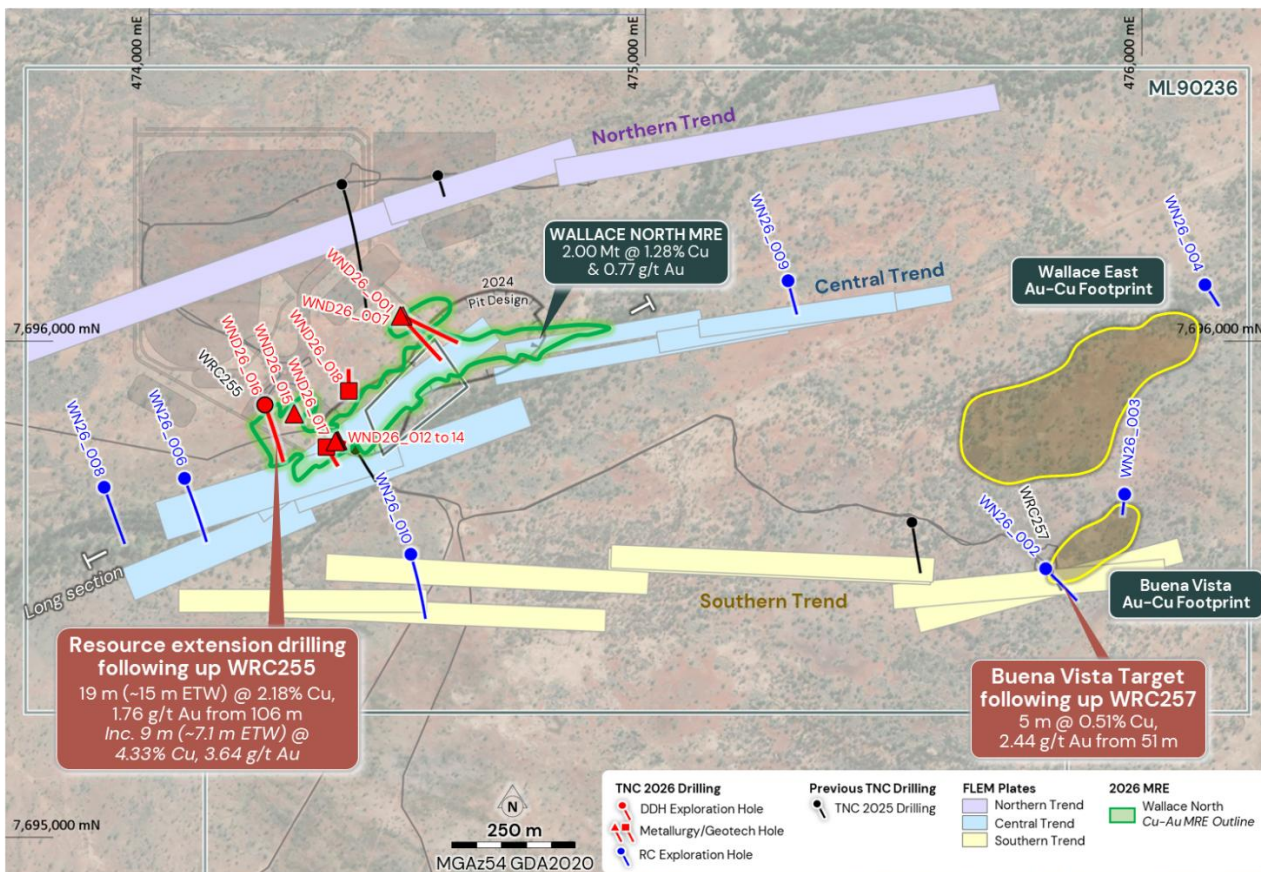 474,000 mE
475,000 mE
476,000 mE
ML90236
Northern Trend
WALLACE NORTH MRE
2.00 Mt @ 1.28% Cu
& 0.77 g/t Au
WN26_009
WN26_004
Central Trend
Wallace East
Au-Cu Footprint
2024
Pit Design
WND26_001
WND26_007
7,696,000 mN
7,696,000 mN
WND26_018
WND26_017
WND26_015
WND26_016
WRC255
WND26_012 to 14
WN26_008
WN26_006
WN26_010
WN26_003
WRC257
WN26_002
Long section
Southern Trend
Buena Vista
Au-Cu Footprint
Resource extension drilling
following up WRC255
19 m (~15 m ETW) @ 2.18% Cu,
1.76 g/t Au from 106 m
Inc. 9 m (~7.1 m ETW) @
4.33% Cu, 3.64 g/t Au
Buena Vista Target
following up WRC257
5 m @ 0.51% Cu,
2.44 g/t Au from 51 m
7,695,000 mN
N
250 m
MGAz54 GDA2020
TNC 2026 Drilling
DDH Exploration Hole
Metallurgy/Geotech Hole
RC Exploration Hole
Previous TNC Drilling
TNC 2025 Drilling
FLEM Plates
Northern Trend
Central Trend
Southern Trend
2026 MRE
Wallace North
Cu-Au MRE Outline